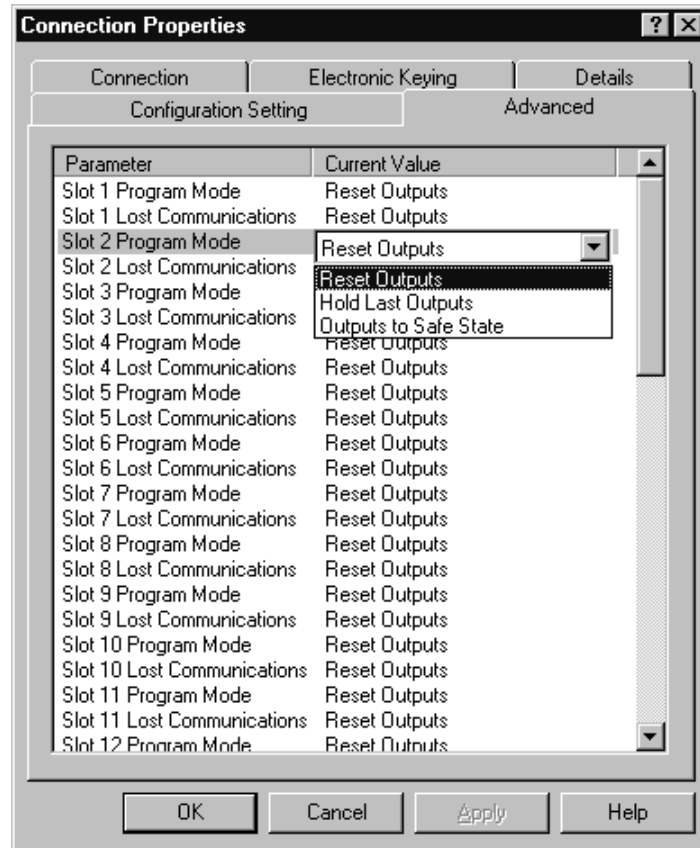 Connection Properties ? X
Connection Electronic Keying Details
Configuration Setting Advanced
Parameter Current Value
Slot 1 Program Mode Reset Outputs
Slot 1 Lost Communications Reset Outputs
Slot 2 Program Mode Reset Outputs
Slot 2 Lost Communications Reset Outputs
Slot 3 Program Mode Hold Last Outputs
Slot 3 Lost Communications Outputs to Safe State
Slot 4 Program Mode Reset Outputs
Slot 4 Lost Communications Reset Outputs
Slot 5 Program Mode Reset Outputs
Slot 5 Lost Communications Reset Outputs
Slot 6 Program Mode Reset Outputs
Slot 6 Lost Communications Reset Outputs
Slot 7 Program Mode Reset Outputs
Slot 7 Lost Communications Reset Outputs
Slot 8 Program Mode Reset Outputs
Slot 8 Lost Communications Reset Outputs
Slot 9 Program Mode Reset Outputs
Slot 9 Lost Communications Reset Outputs
Slot 10 Program Mode Reset Outputs
Slot 10 Lost Communications Reset Outputs
Slot 11 Program Mode Reset Outputs
Slot 11 Lost Communications Reset Outputs
Slot 12 Program Mode Reset Outputs
OK Cancel Apply Help